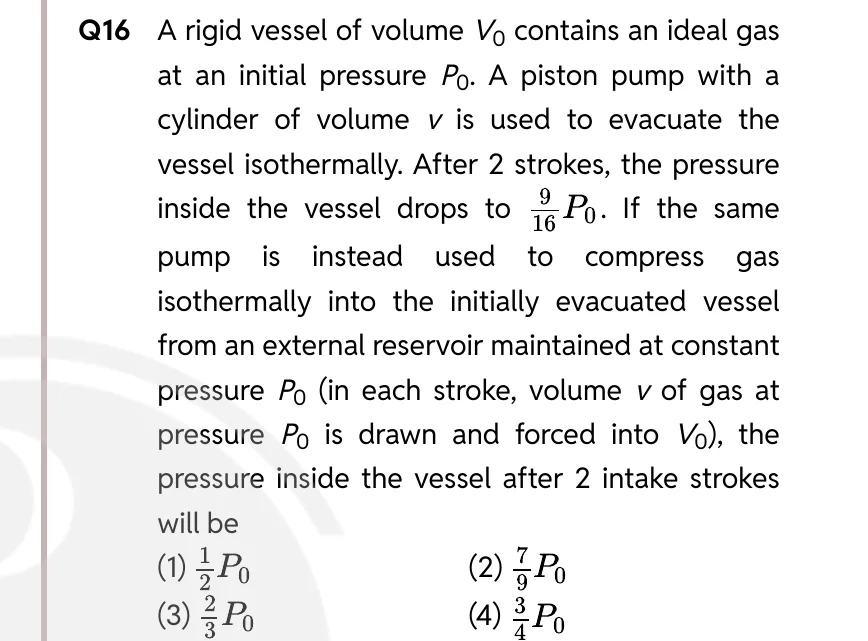 Q16 A rigid vessel of volume V₀ contains an ideal gas
at an initial pressure P₀. A piston pump with a
cylinder of volume v is used to evacuate the
vessel isothermally. After 2 strokes, the pressure
inside the vessel drops to 9/16 P₀. If the same
pump is instead used to compress gas
isothermally into the initially evacuated vessel
from an external reservoir maintained at constant
pressure P₀ (in each stroke, volume v of gas at
pressure P₀ is drawn and forced into V₀), the
pressure inside the vessel after 2 intake strokes
will be
(1) 1/2 P₀ (2) 7/9 P₀
(3) 2/3 P₀ (4) 3/4 P₀